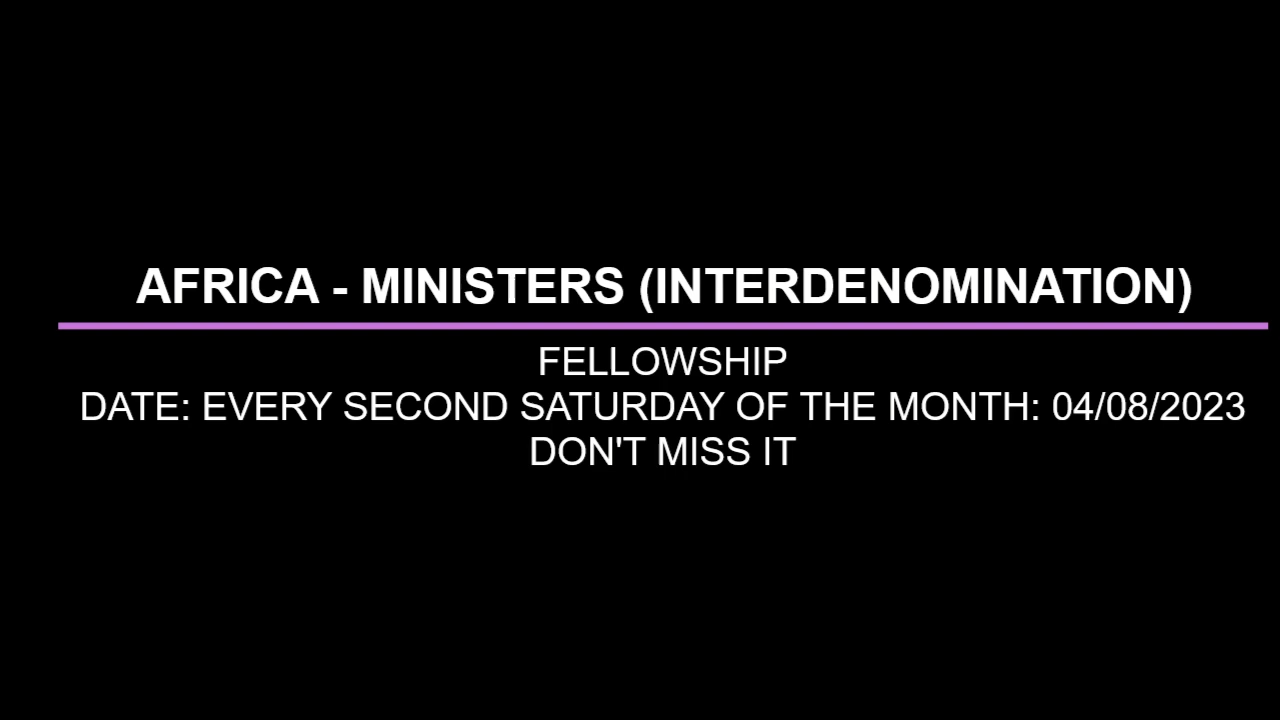 AFRICA - MINISTERS (INTERDENOMINATION)
FELLOWSHIP
DATE: EVERY SECOND SATURDAY OF THE MONTH: 04/08/2023
DON'T MISS IT